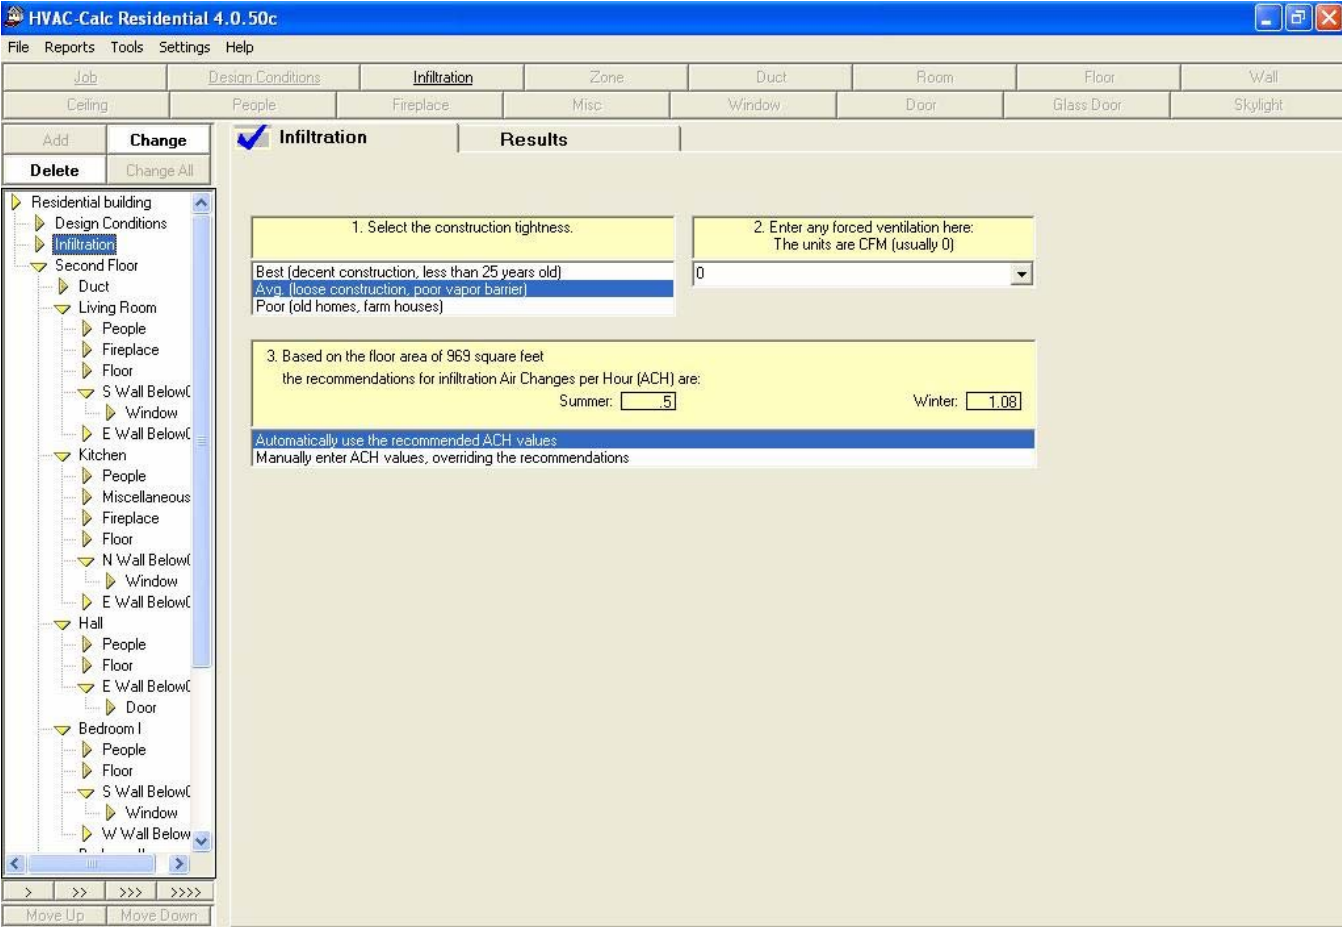 HVAC-Calc Residential 4.0.50c
File Reports Tools Settings Help
Job Design Conditions Infiltration Zone Duct Room Floor Wall
Ceiling People Fireplace Misc Window Door Glass Door Skylight
Add Change
Delete Change All
Infiltration Results
Residential building
Design Conditions
Infiltration
Second Floor
Duct
Living Room
People
Fireplace
Floor
S Wall Below
Window
E Wall Below
Kitchen
People
Miscellaneous
Fireplace
Floor
N Wall Below
Window
E Wall Below
Hall
People
Floor
E Wall Below
Door
Bedroom I
People
Floor
S Wall Below
Window
W Wall Below
> >> >>> >>>>
Move Up Move Down
1. Select the construction tightness.
Best (decent construction, less than 25 years old)
Avg. (loose construction, poor vapor barrier)
Poor (old homes, farm houses)
2. Enter any forced ventilation here:
The units are CFM (usually 0)
0
3. Based on the floor area of 969 square feet
the recommendations for infiltration Air Changes per Hour (ACH) are:
Summer: .5 Winter: 1.08
Automatically use the recommended ACH values
Manually enter ACH values, overriding the recommendations